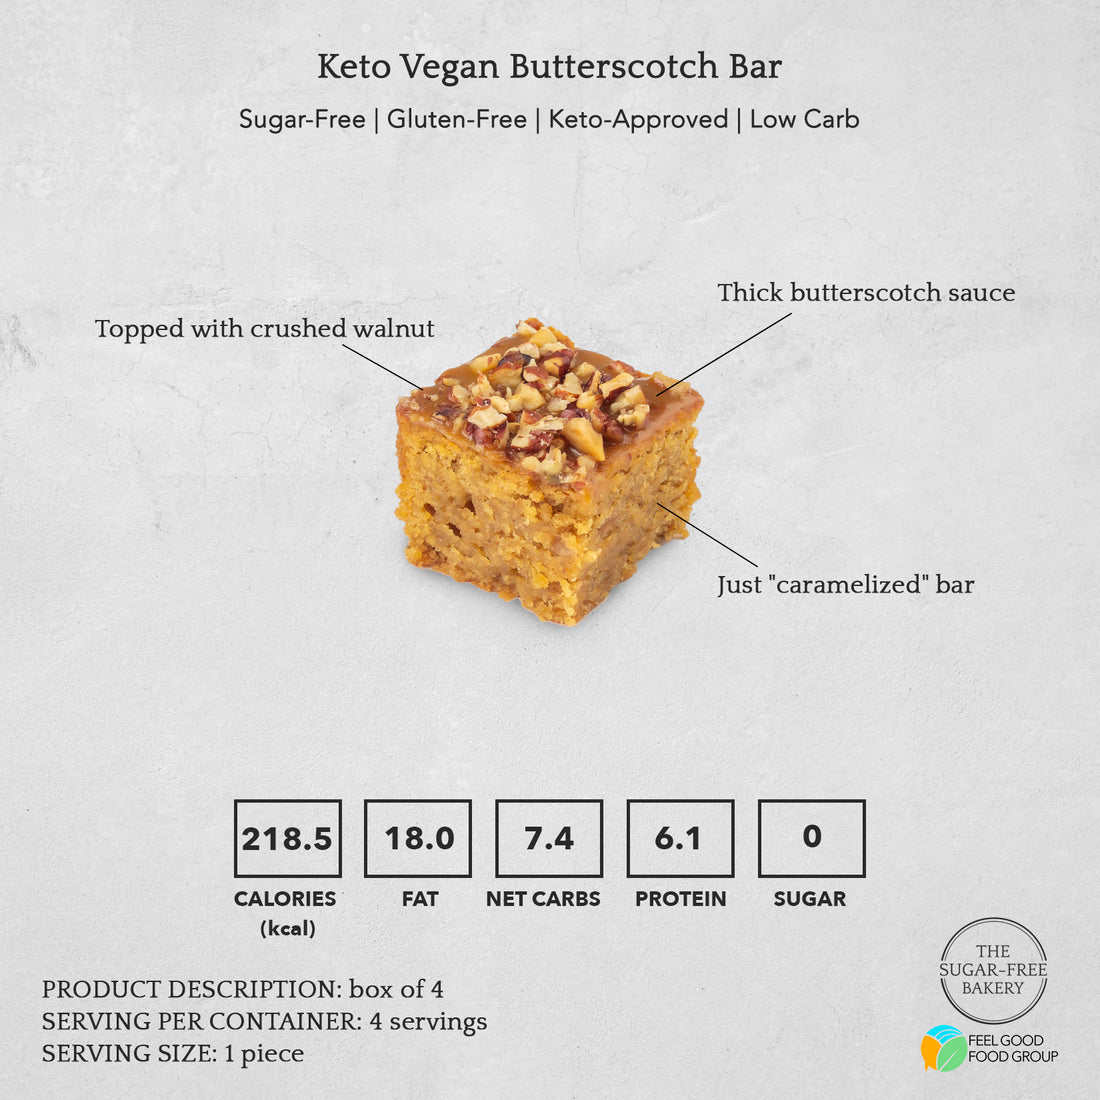 Keto Vegan Butterscotch Bar
Sugar-Free | Gluten-Free | Keto-Approved | Low Carb
Thick butterscotch sauce
Topped with crushed walnut
Just "caramelized" bar
218.5
18.0
7.4
6.1
0
CALORIES
(kcal)
FAT
NET CARBS
PROTEIN
SUGAR
PRODUCT DESCRIPTION: box of 4
SERVING PER CONTAINER: 4 servings
SERVING SIZE: 1 piece
THE
SUGAR-FREE
BAKERY
FEEL GOOD
FOOD GROUP